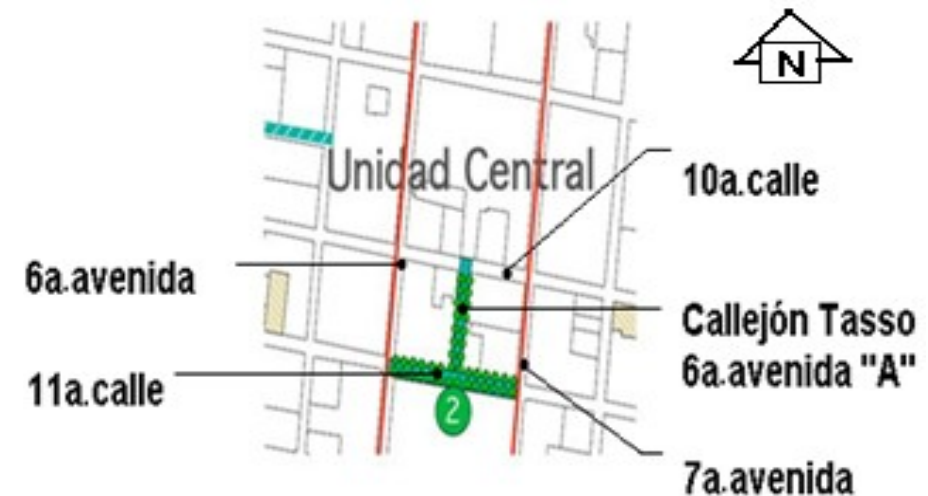 N
Unidad Central
10a.calle
6a.avenida
Callejón Tasso
6a.avenida "A"
11a.calle
2
7a.avenida